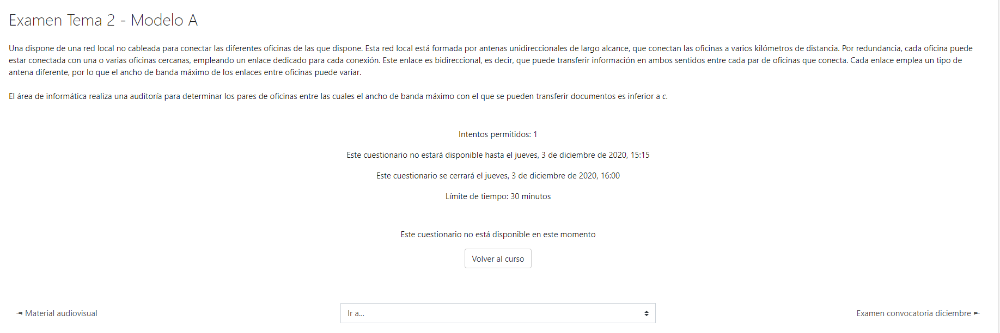 Examen Tema 2 - Modelo A
Una dispone de una red local no cableada para conectar las diferentes oficinas de las que dispone. Esta red local está formada por antenas unidireccionales de largo alcance, que conectan las oficinas a varios kilómetros de distancia. Por redundancia, cada oficina puede
estar conectada con una o varias oficinas cercanas, empleando un enlace dedicado para cada conexión. Este enlace es bidireccional, es decir, que puede transferir información en ambos sentidos entre cada par de oficinas que conecta. Cada enlace emplea un tipo de
antena diferente, por lo que el ancho de banda máximo de los enlaces entre oficinas puede variar.
El área de informática realiza una auditoría para determinar los pares de oficinas entre las cuales el ancho de banda máximo con el que se pueden transferir documentos es inferior a c.
Intentos permitidos: 1
Este cuestionario no estará disponible hasta el jueves, 3 de diciembre de 2020, 15:15
Este cuestionario se cerrará el jueves, 3 de diciembre de 2020, 16:00
Límite de tiempo: 30 minutos
Este cuestionario no está disponible en este momento
Volver al curso
◄ Material audiovisual
Ir a...
Examen convocatoria diciembre ►